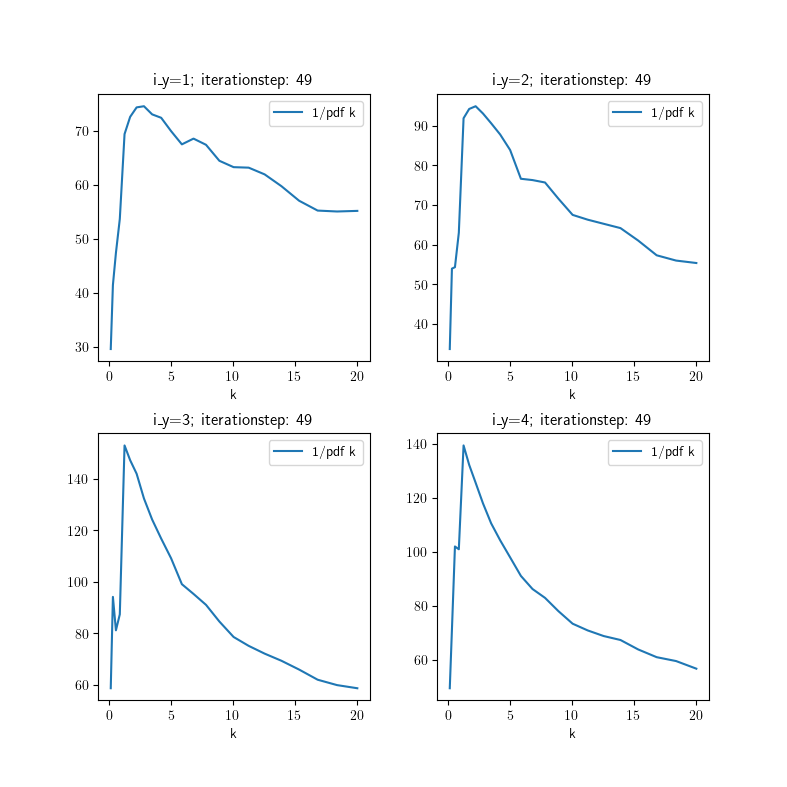 i_y=1; iterationstep: 49
1/pdf k
70
60
50
40
30
0 5 10 15 20
k
i_y=2; iterationstep: 49
1/pdf k
90
80
70
60
50
40
0 5 10 15 20
k
i_y=3; iterationstep: 49
1/pdf k
140
120
100
80
60
0 5 10 15 20
k
i_y=4; iterationstep: 49
1/pdf k
140
120
100
80
60
0 5 10 15 20
k